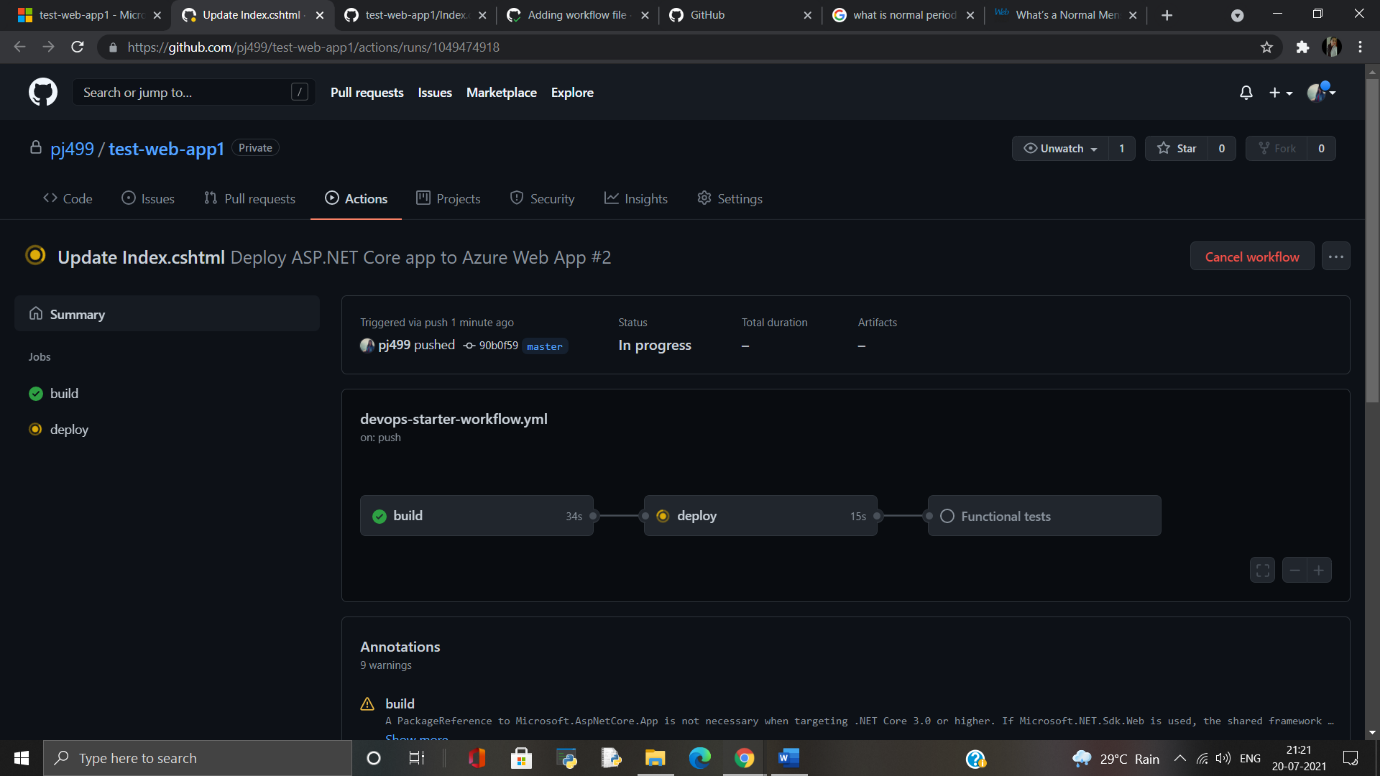 test-web-app1 - Micro
Update Index.cshtml ·
test-web-app1/Index.c
Adding workflow file ·
GitHub
what is normal period
What's a Normal Men
https://github.com/pj499/test-web-app1/actions/runs/1049474918
Search or jump to...
/
Pull requests
Issues
Marketplace
Explore
pj499 / test-web-app1
Private
Unwatch
1
Star
0
Fork
0
Code
Issues
Pull requests
Actions
Projects
Security
Insights
Settings
Update Index.cshtml Deploy ASP.NET Core app to Azure Web App #2
Cancel workflow
Summary
Jobs
build
deploy
Triggered via push 1 minute ago
pj499 pushed 90b0f59 master
Status
In progress
Total duration
–
Artifacts
–
devops-starter-workflow.yml
on: push
build
34s
deploy
15s
Functional tests
Annotations
9 warnings
build
A PackageReference to Microsoft.AspNetCore.App is not necessary when targeting .NET Core 3.0 or higher. If Microsoft.NET.Sdk.Web is used, the shared framework …
Show more
Type here to search
29°C Rain
ENG
21:21
20-07-2021